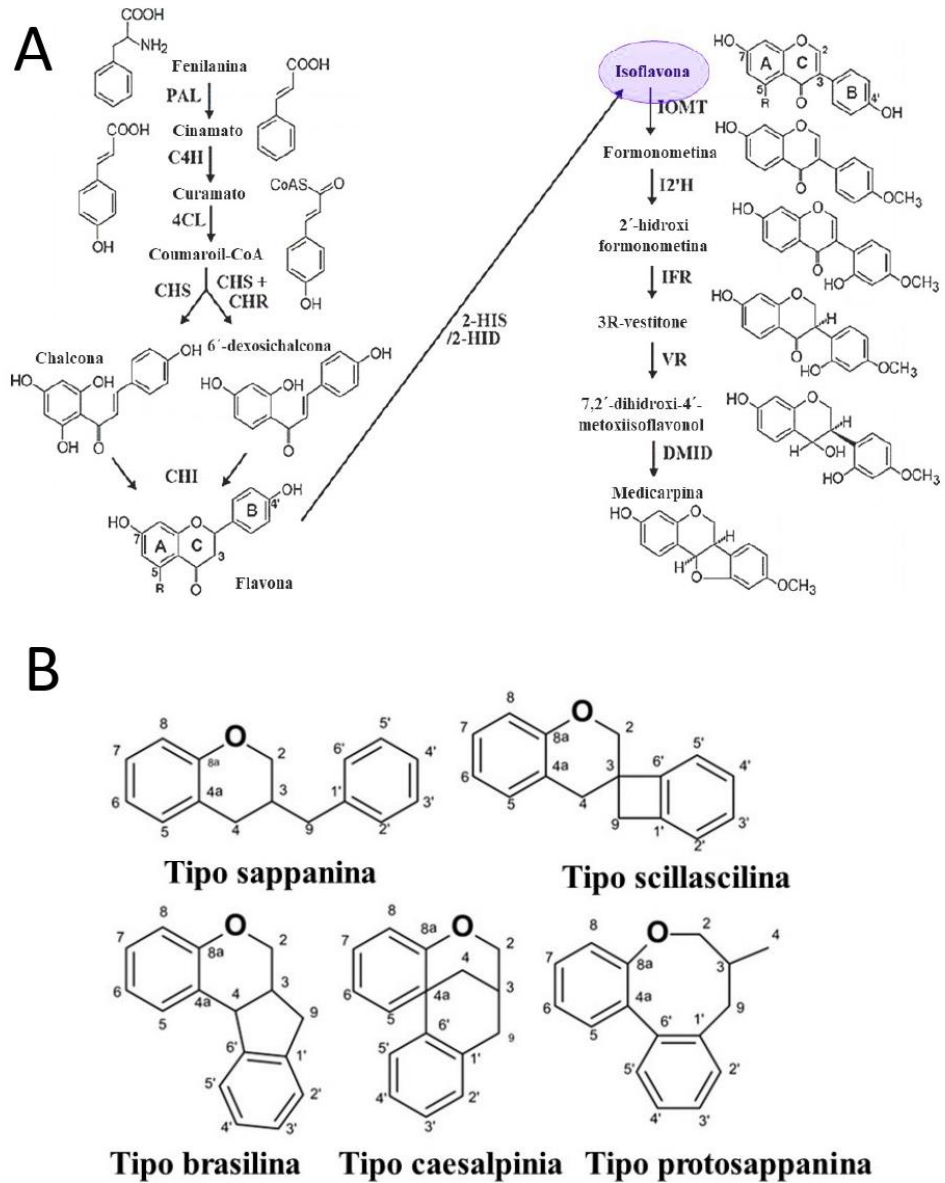 A
COOH
NH2
Fenilanina
PAL
COOH
Cinamato
COOH
C4H
OH
Curamato
4CL
CoAS
O
Coumaroil-CoA
OH
CHS
CHS +
CHR
Chalcona
OH
HO
OH
OH
O
6´-dexosichalcona
OH
HO
OH
O
CHI
HO
7
A
5
R
O
C
3
O
B
4'
OH
Flavona
2-HIS
/2-HID
Isoflavona
HO
7
A
5
R
O
C
2
3
O
B
4'
OH
IOMT
Formonometina
HO
O
O
OCH3
I2'H
2´-hidroxi
formonometina
HO
O
O
HO
OCH3
IFR
3R-vestitone
HO
O
H
O
HO
OCH3
VR
7,2´-dihidroxi-4´-
metoxiisoflavonol
HO
O
H
H
OH
HO
OCH3
DMID
Medicarpina
HO
O
H
H
O
OCH3
B
8
7
6
5
O
8a
4a
2
3
4
9
1'
6'
5'
4'
3'
2'
Tipo sappanina
8
7
6
5
O
8a
4a
2
3
4
9
6'
1'
5'
4'
3'
2'
Tipo scillascilina
8
7
6
5
O
8a
4a
2
3
4
9
6'
1'
5'
4'
3'
2'
Tipo brasilina
8
7
6
5
O
8a
4a
2
4
3
9
6'
1'
5'
4'
3'
2'
Tipo caesalpinia
8
7
6
5
O
8a
4a
2
3
4
9
6'
1'
5'
4'
3'
2'
Tipo protosappanina